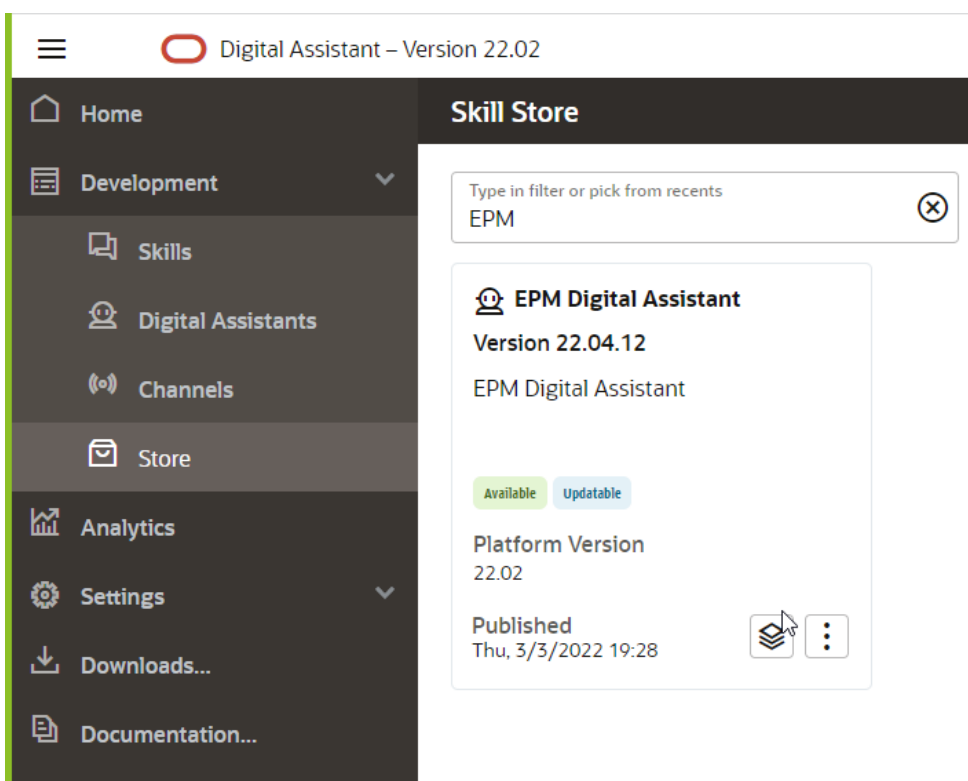 Digital Assistant – Version 22.02
Home
Development
Skills
Digital Assistants
Channels
Store
Analytics
Settings
Downloads...
Documentation...
Skill Store
Type in filter or pick from recents
EPM
EPM Digital Assistant
Version 22.04.12
EPM Digital Assistant
Available Updatable
Platform Version
22.02
Published
Thu, 3/3/2022 19:28